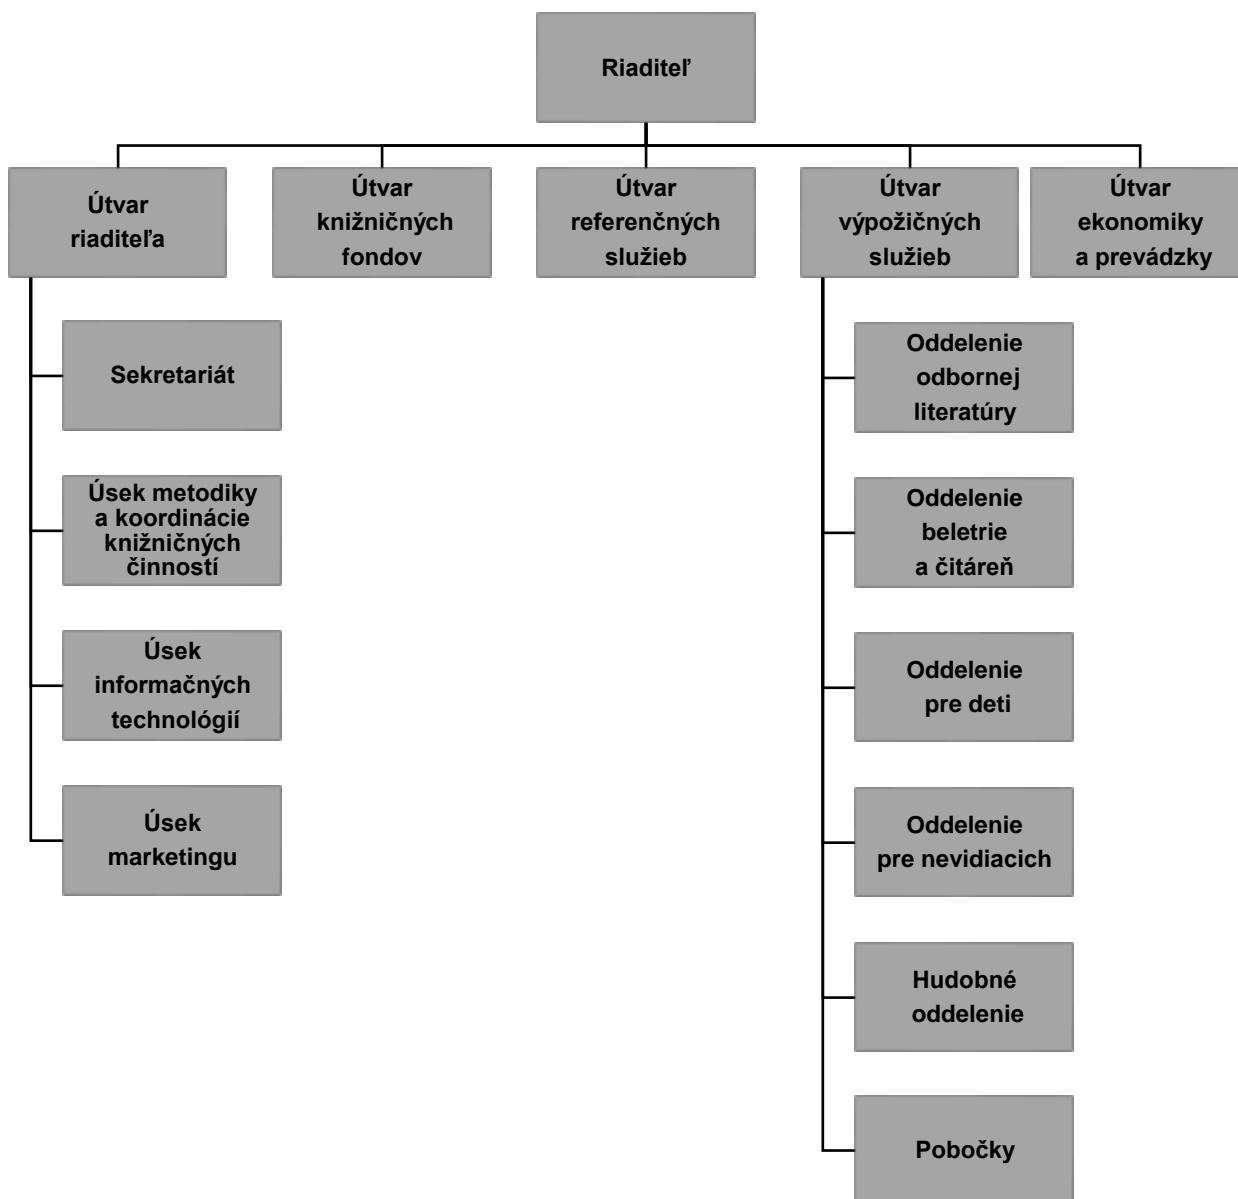 Riaditeľ
Útvar
riaditeľa
Útvar
knižničných
fondov
Útvar
referenčných
služieb
Útvar
výpožičných
služieb
Útvar
ekonomiky
a prevádzky
Sekretariát
Úsek metodiky
a koordinácie
knižničných
činností
Úsek
informačných
technológií
Úsek
marketingu
Oddelenie
odbornej
literatúry
Oddelenie
beletrie
a čitáreň
Oddelenie
pre deti
Oddelenie
pre nevidiacich
Hudobné
oddelenie
Pobočky